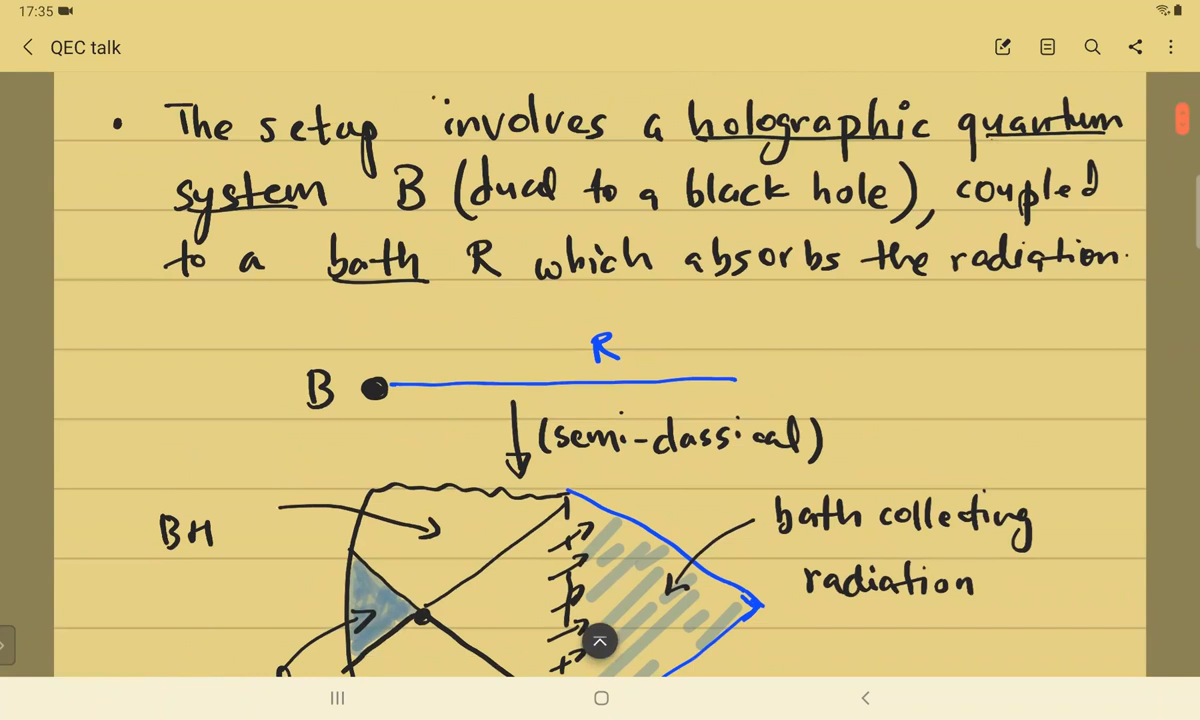 17:35
QEC talk
• The setup involves a holographic quantum
system B (dual to a black hole), coupled
to a bath R which absorbs the radiation.
R
B
(semi-classical)
BH
bath collecting
radiation